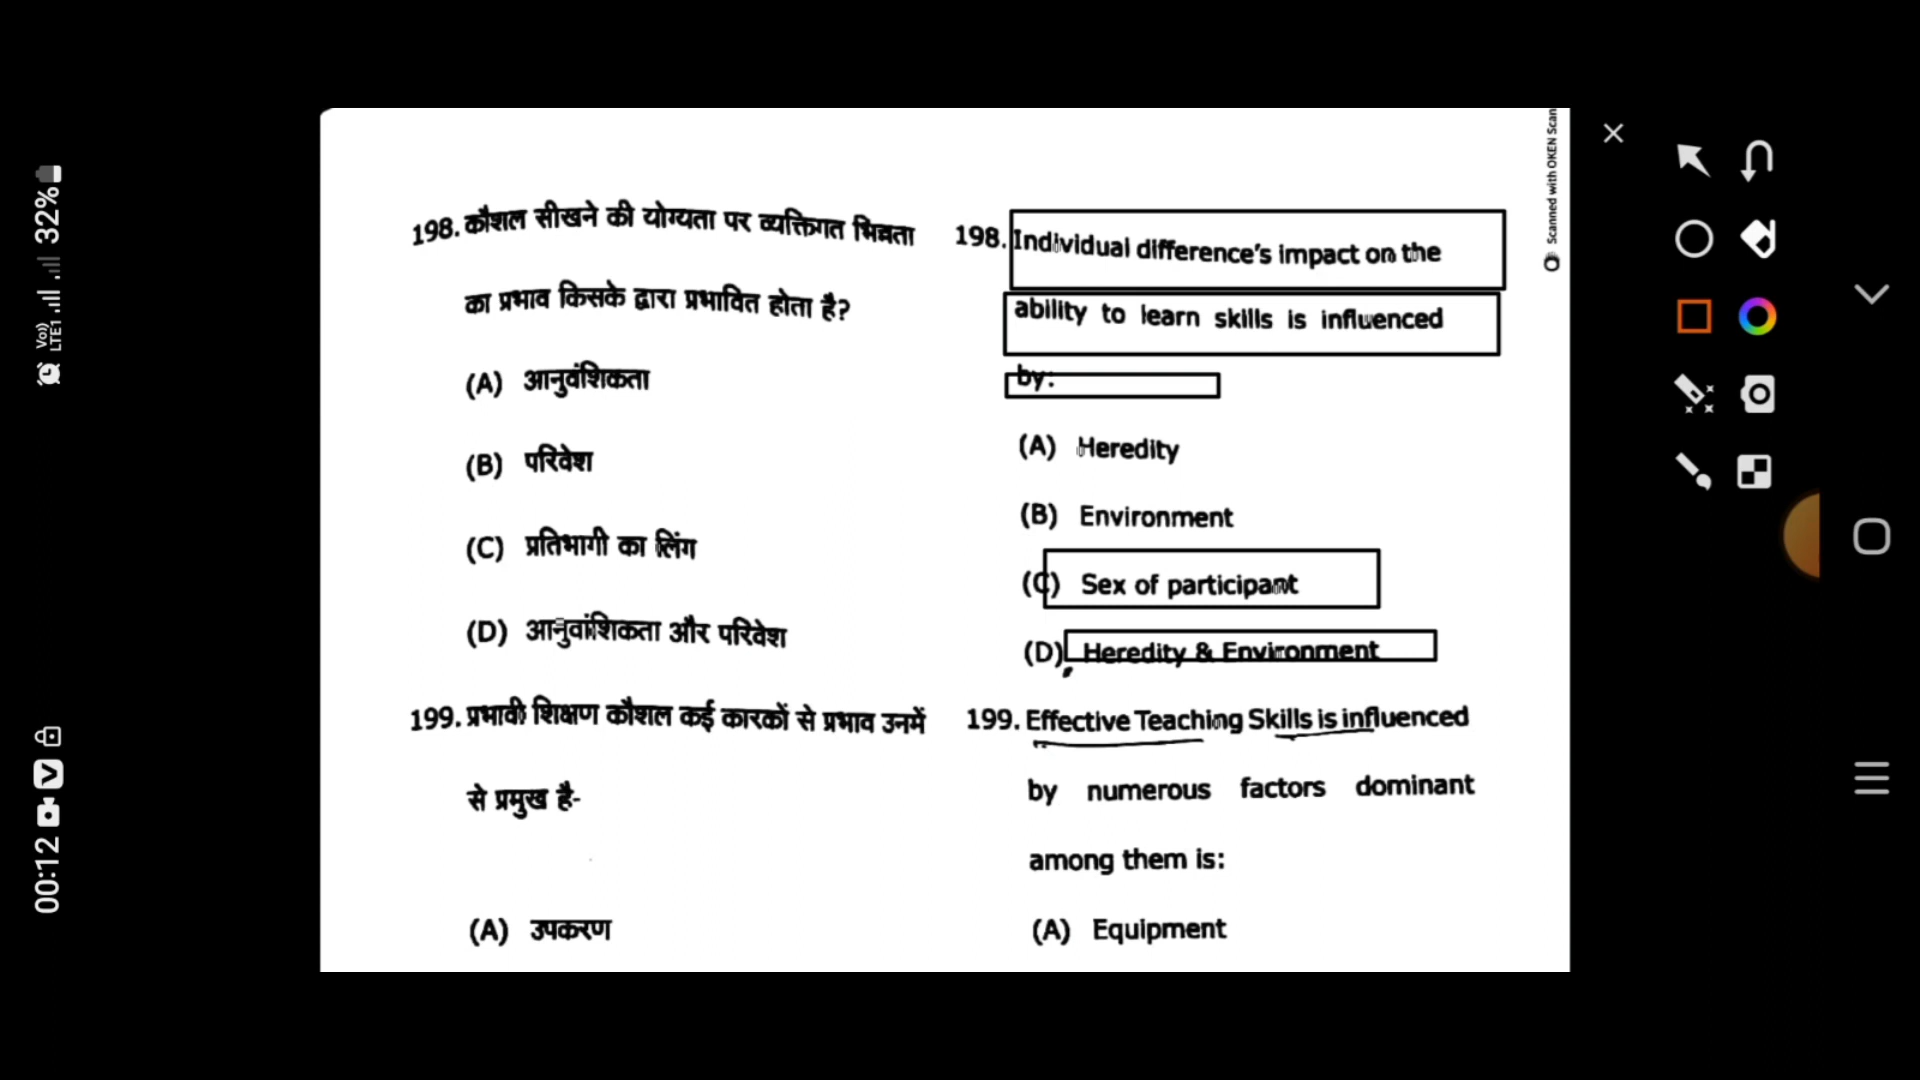 32%
Vo))
LTE1
00:12
198. कौशल सीखने की योग्यता पर व्यक्तिगत भिन्नता
का प्रभाव किसके द्वारा प्रभावित होता है?
(A) आनुवंशिकता
(B) परिवेश
(C) प्रतिभागी का लिंग
(D) आनुवांशिकता और परिवेश
199. प्रभावी शिक्षण कौशल कई कारकों से प्रभाव उनमें
से प्रमुख है-
(A) उपकरण
198. Individual difference's impact on the
ability to learn skills is influenced
by:
(A) Heredity
(B) Environment
(C) Sex of participant
(D) Heredity & Environment
199. Effective Teaching Skills is influenced
by numerous factors dominant
among them is:
(A) Equipment
Scanned with OKEN Scan